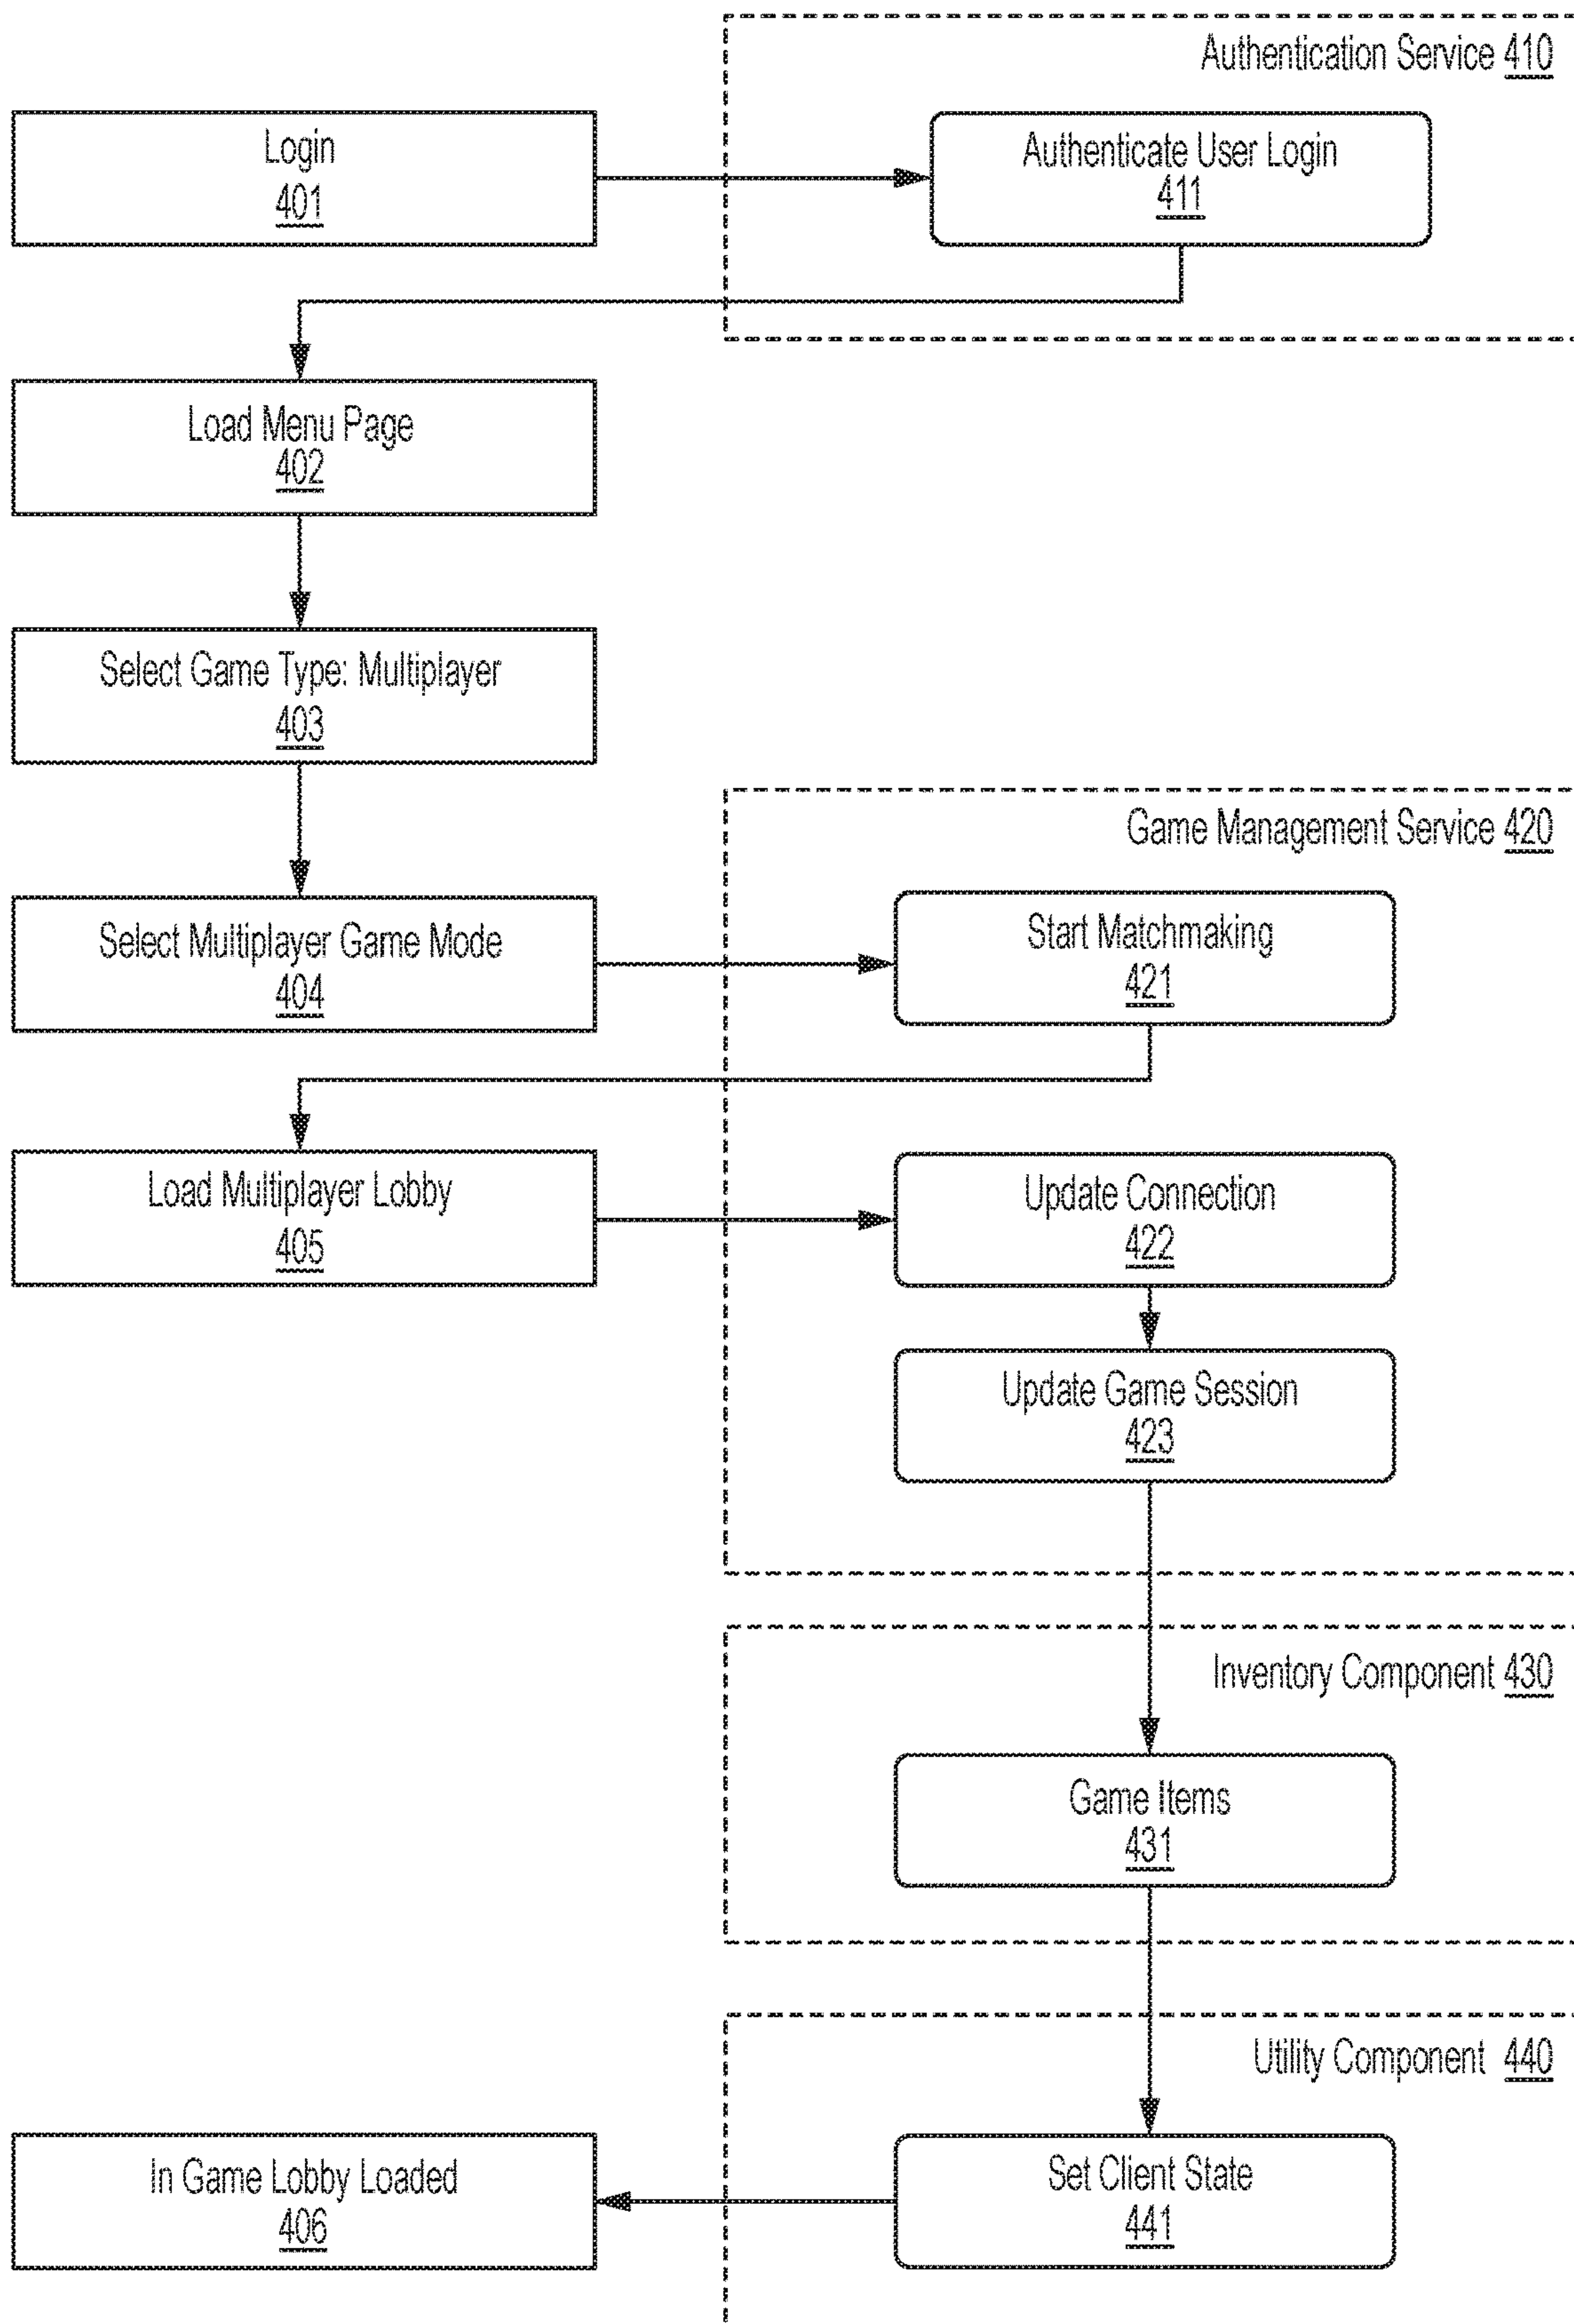 Authentication Service 410
Login
401
Authenticate User Login
411
Load Menu Page
402
Select Game Type: Multiplayer
403
Game Management Service 420
Select Multiplayer Game Mode
404
Start Matchmaking
421
Load Multiplayer Lobby
405
Update Connection
422
Update Game Session
423
Inventory Component 430
Game Items
431
Utility Component 440
In Game Lobby Loaded
406
Set Client State
441